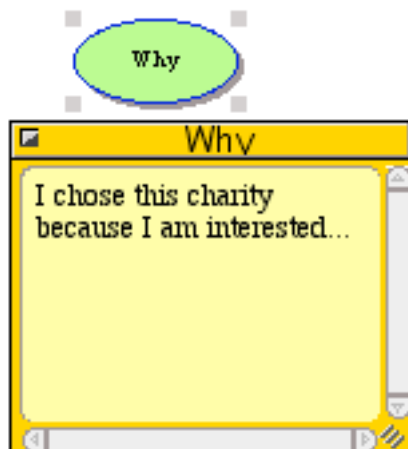 Why
Why
I chose this charity
because I am interested...